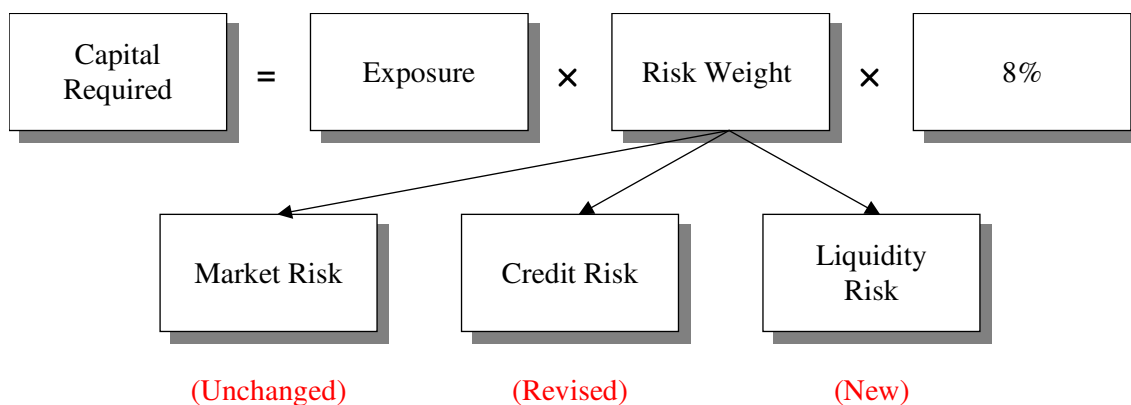 Capital
Required
=
Exposure
×
Risk Weight
×
8%
Market Risk
Credit Risk
Liquidity
Risk
(Unchanged)
(Revised)
(New)